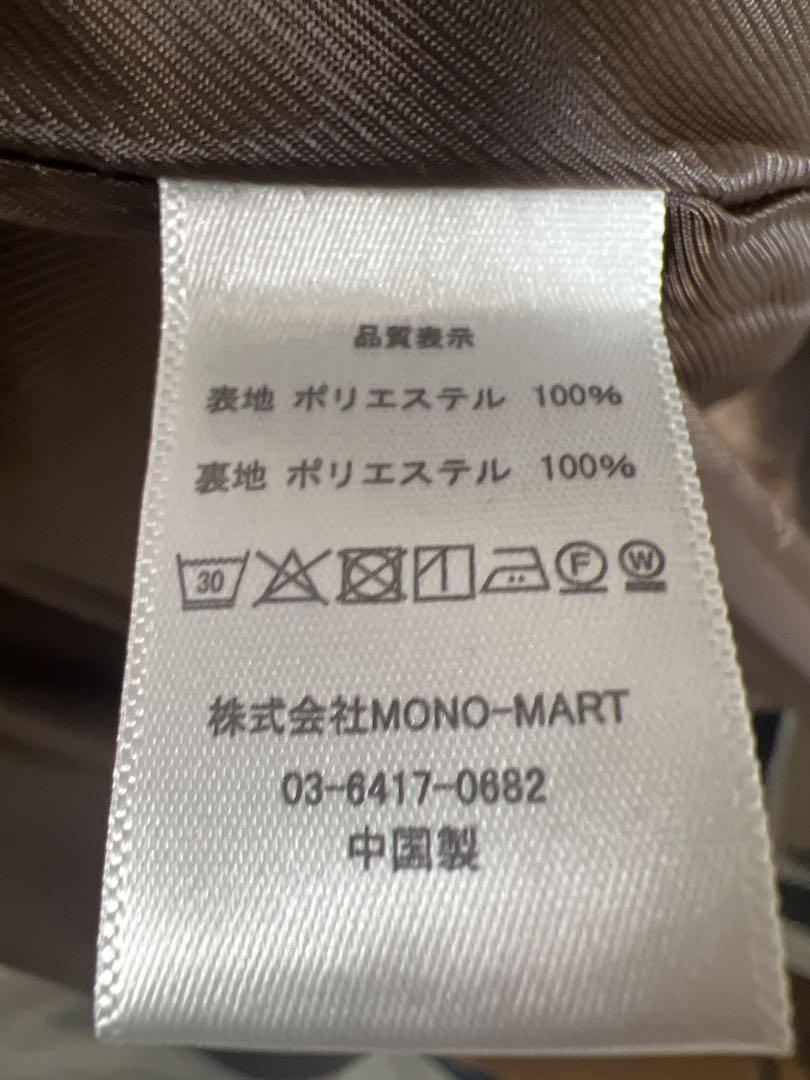 品質表示
表地 ポリエステル 100%
裏地 ポリエステル 100%
30 F W
株式会社MONO-MART
03-6417-0682
中国製